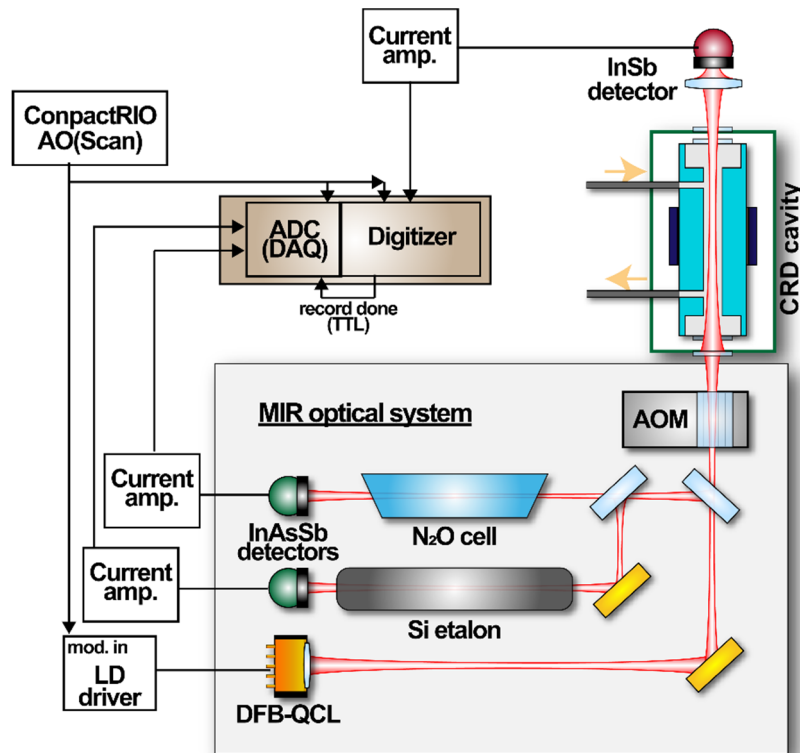 Current
amp.
InSb
detector
ConpactRIO
AO(Scan)
ADC
(DAQ)
Digitizer
record done
(TTL)
CRD cavity
MIR optical system
AOM
Current
amp.
InAsSb
detectors
N₂O cell
Current
amp.
Si etalon
mod. in
LD
driver
DFB-QCL